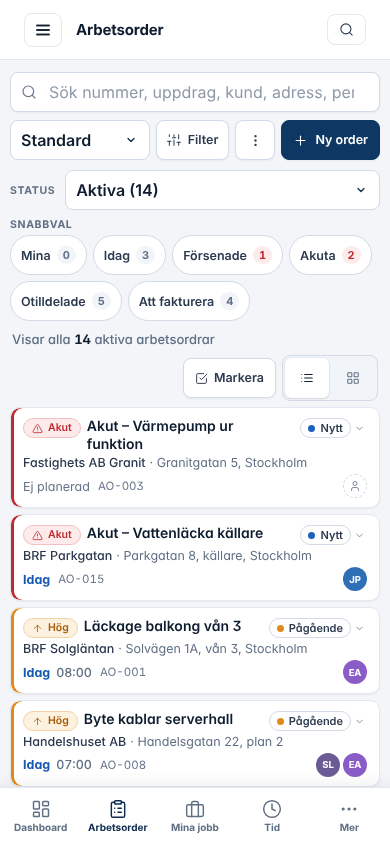 Arbetsorder
Sök nummer, uppdrag, kund, adress, per
Standard
Filter
Ny order
STATUS
Aktiva (14)
SNABBVAL
Mina 0
Idag 3
Försenade 1
Akuta 2
Otilldelade 5
Att fakturera 4
Visar alla 14 aktiva arbetsordrar
Markera
Akut
Akut – Värmepump ur
funktion
Nytt
Fastighets AB Granit · Granitgatan 5, Stockholm
Ej planerad AO-003
Akut
Akut – Vattenläcka källare
Nytt
BRF Parkgatan · Parkgatan 8, källare, Stockholm
Idag AO-015
JP
Hög
Läckage balkong vån 3
Pågående
BRF Solgläntan · Solvägen 1A, vån 3, Stockholm
Idag 08:00 AO-001
EA
Hög
Byte kablar serverhall
Pågående
Handelshuset AB · Handelsgatan 22, plan 2
Idag 07:00 AO-008
SL EA
Dashboard
Arbetsorder
Mina jobb
Tid
Mer